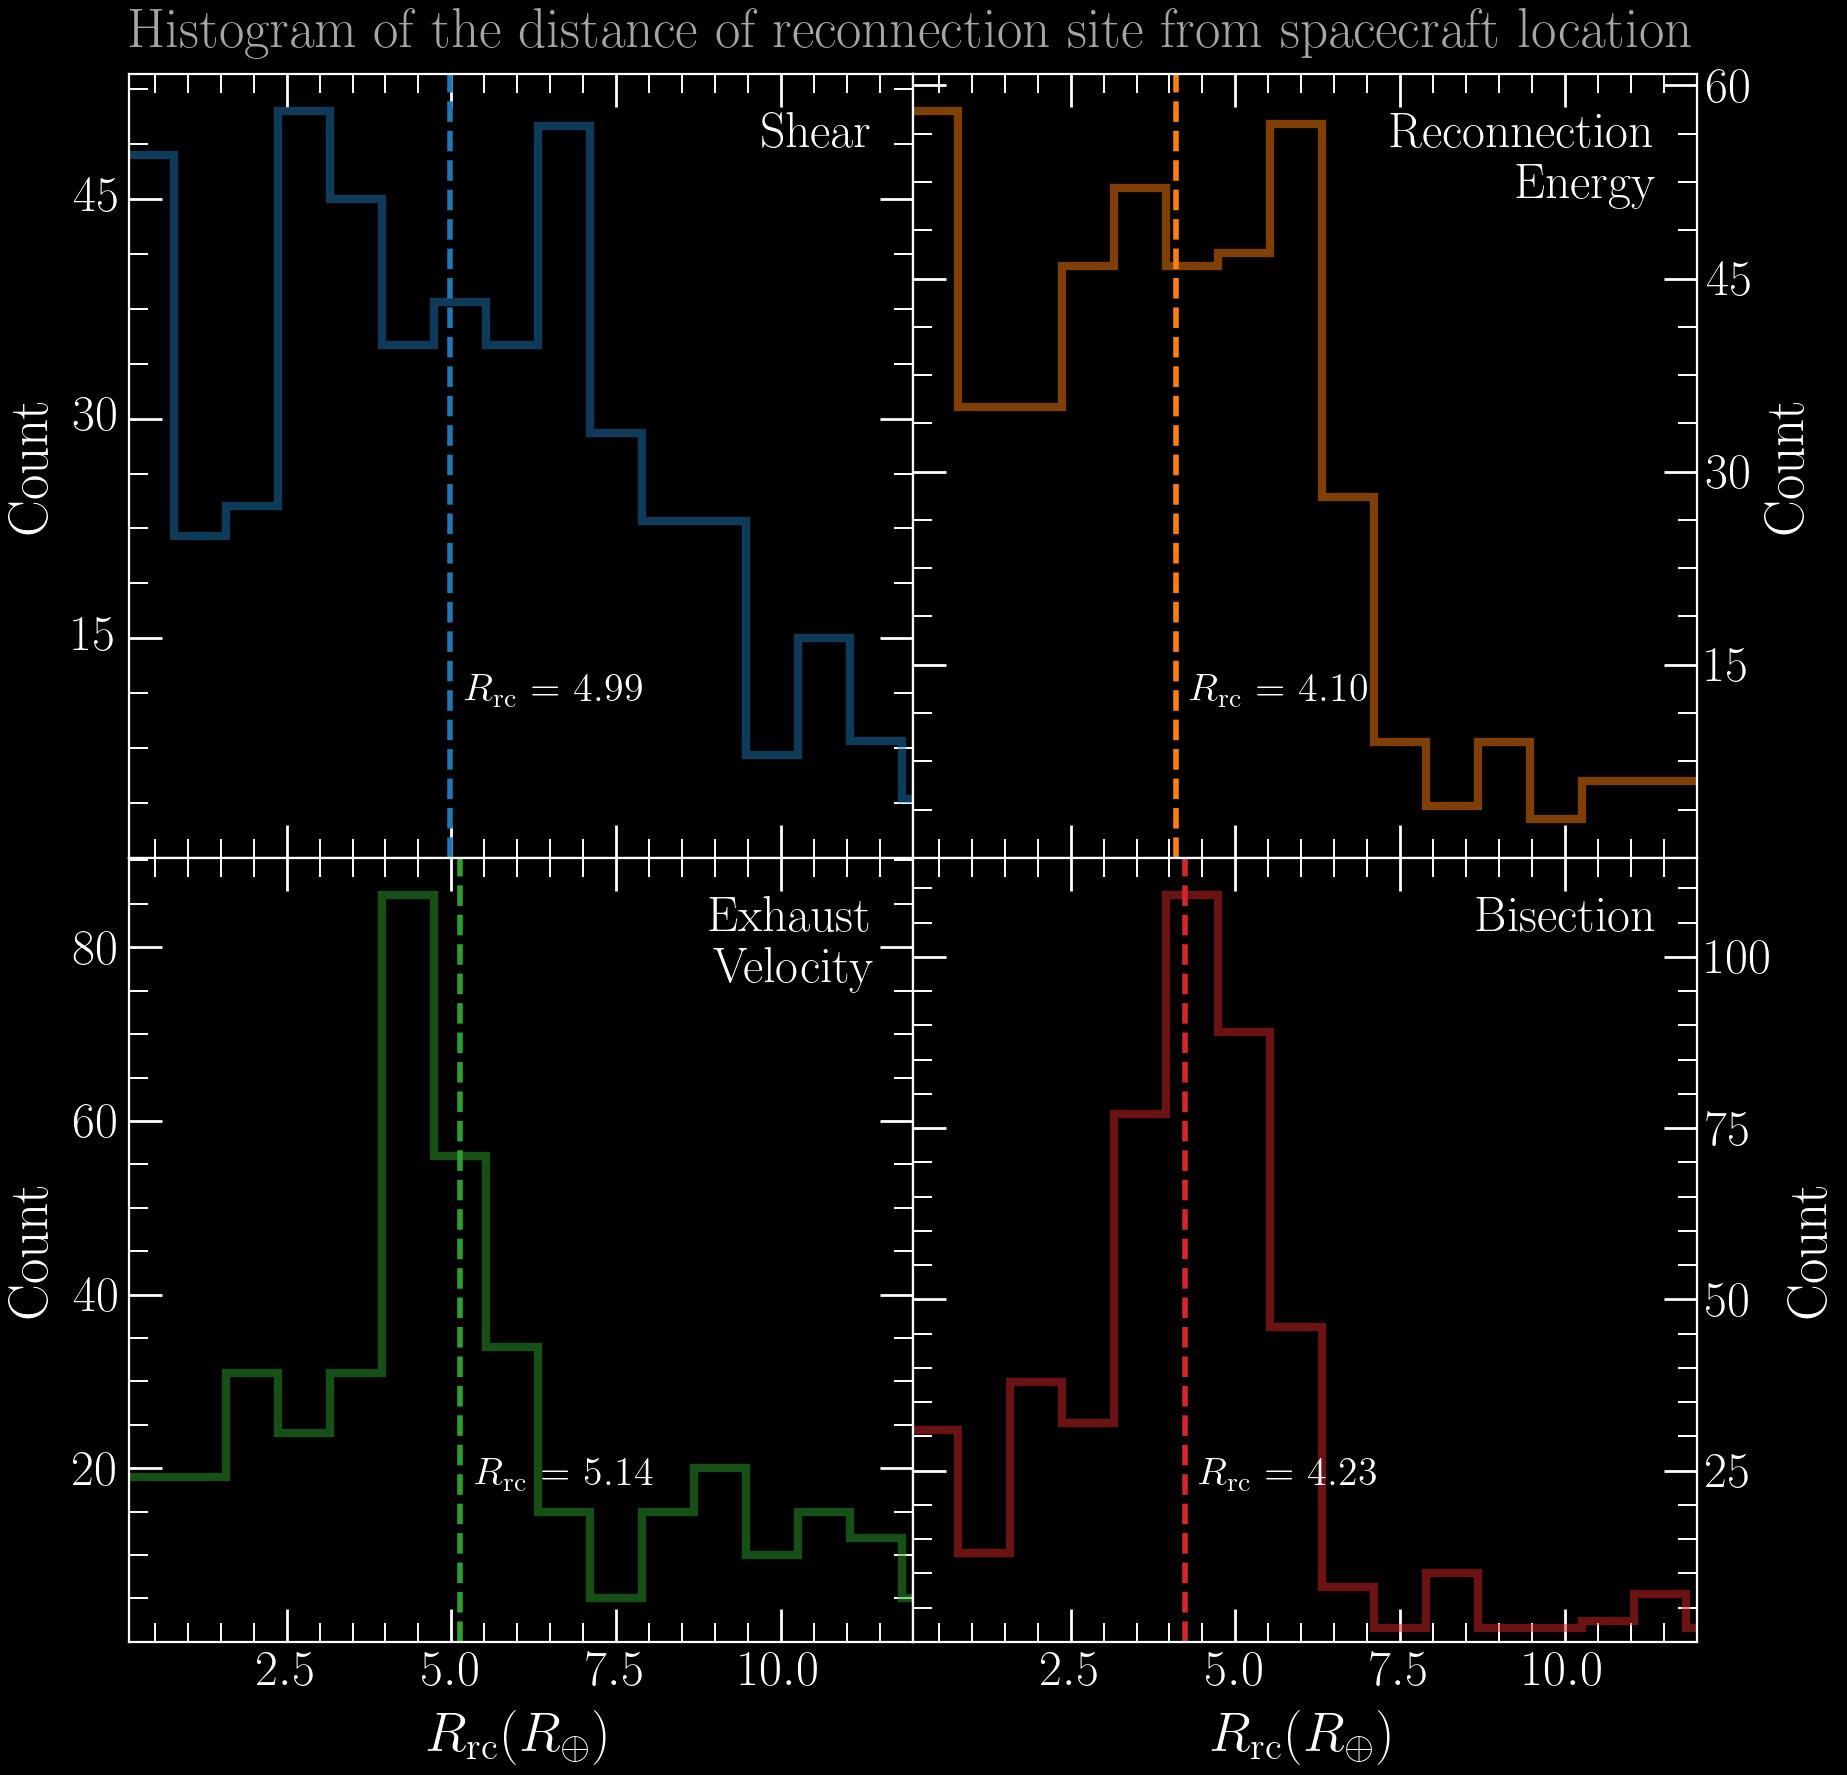 Histogram of the distance of reconnection site from spacecraft location
Shear
45
30
15
Count
R_rc = 4.99
Reconnection
Energy
60
45
30
15
Count
R_rc = 4.10
Exhaust
Velocity
80
60
40
20
Count
R_rc = 5.14
2.5 5.0 7.5 10.0
R_rc(R_⊕)
Bisection
100
75
50
25
Count
R_rc = 4.23
2.5 5.0 7.5 10.0
R_rc(R_⊕)